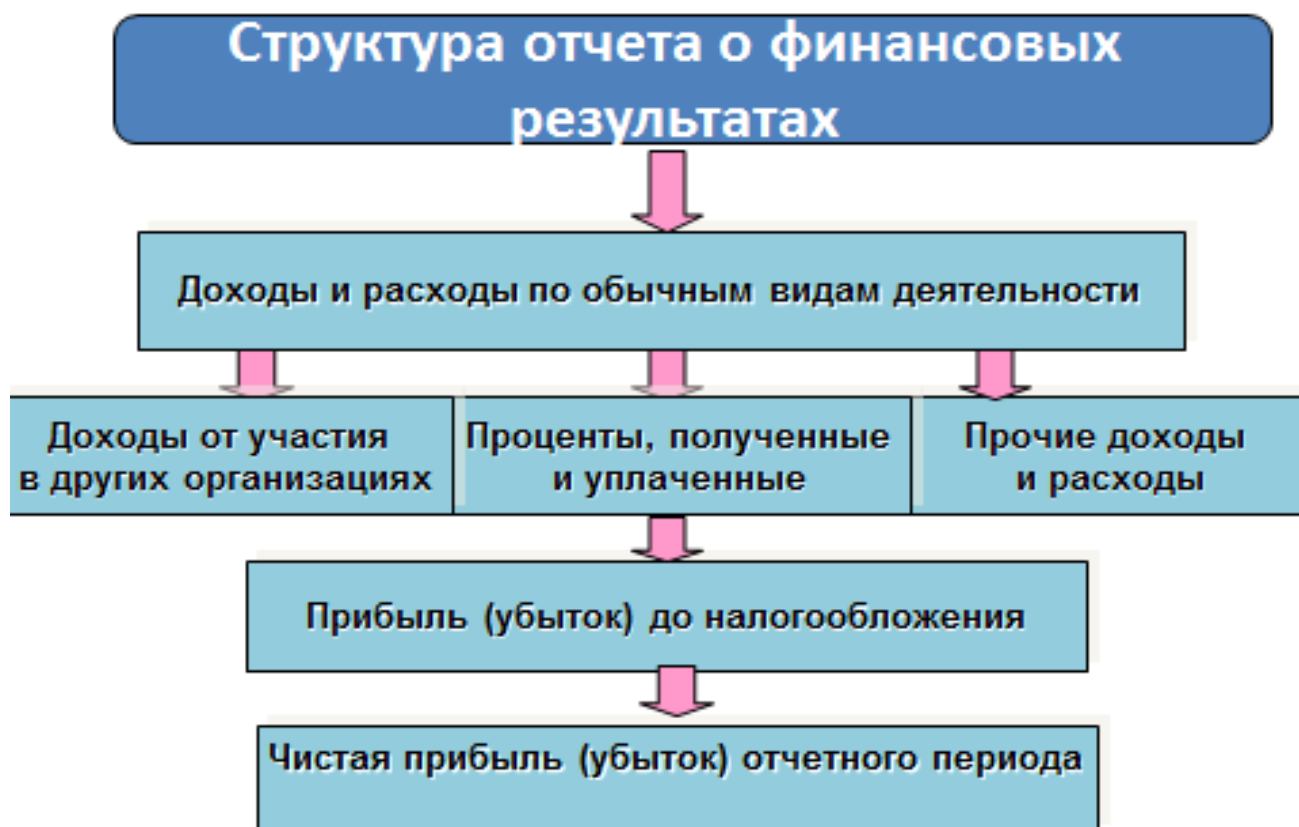 Структура отчета о финансовых
результатах
Доходы и расходы по обычным видам деятельности
Доходы от участия
в других организациях
Проценты, полученные
и уплаченные
Прочие доходы
и расходы
Прибыль (убыток) до налогообложения
Чистая прибыль (убыток) отчетного периода